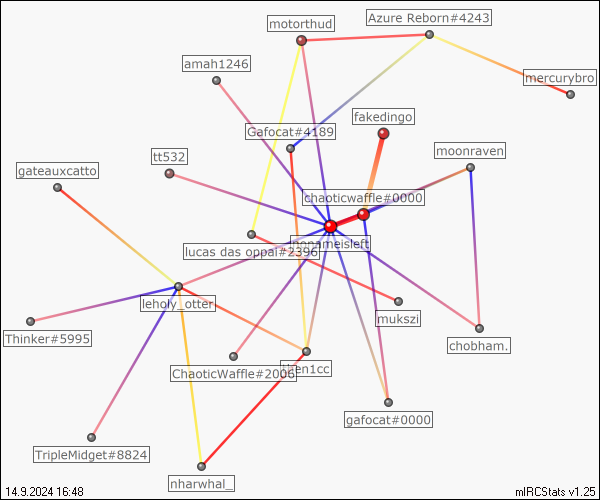 Azure Reborn#4243
motorthud
amah1246
mercurybro
fakedingo
Gafocat#4189
moonraven
tt532
gateauxcatto
chaoticwaffle#0000
nonameisleft
lucas das oppai#2396
leholy_otter
mukszi
Thinker#5995
chobham.
ChaoticWaffle#2006
gafocat#0000
TripleMidget#8824
nharwhal_
14.9.2024 16:48
mIRCStats v1.25